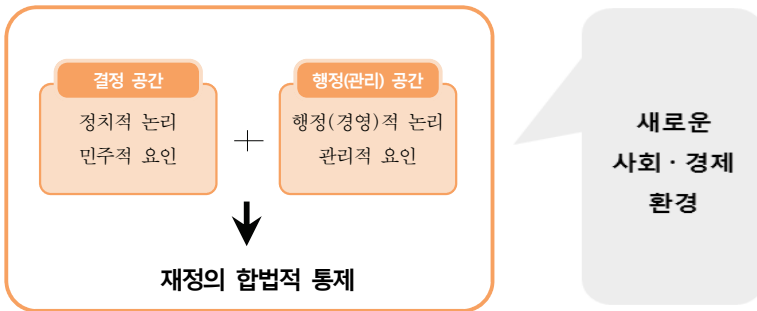 결정 공간
정치적 논리
민주적 요인
행정(관리) 공간
행정(경영)적 논리
관리적 요인
재정의 합법적 통제
새로운
사회 · 경제
환경